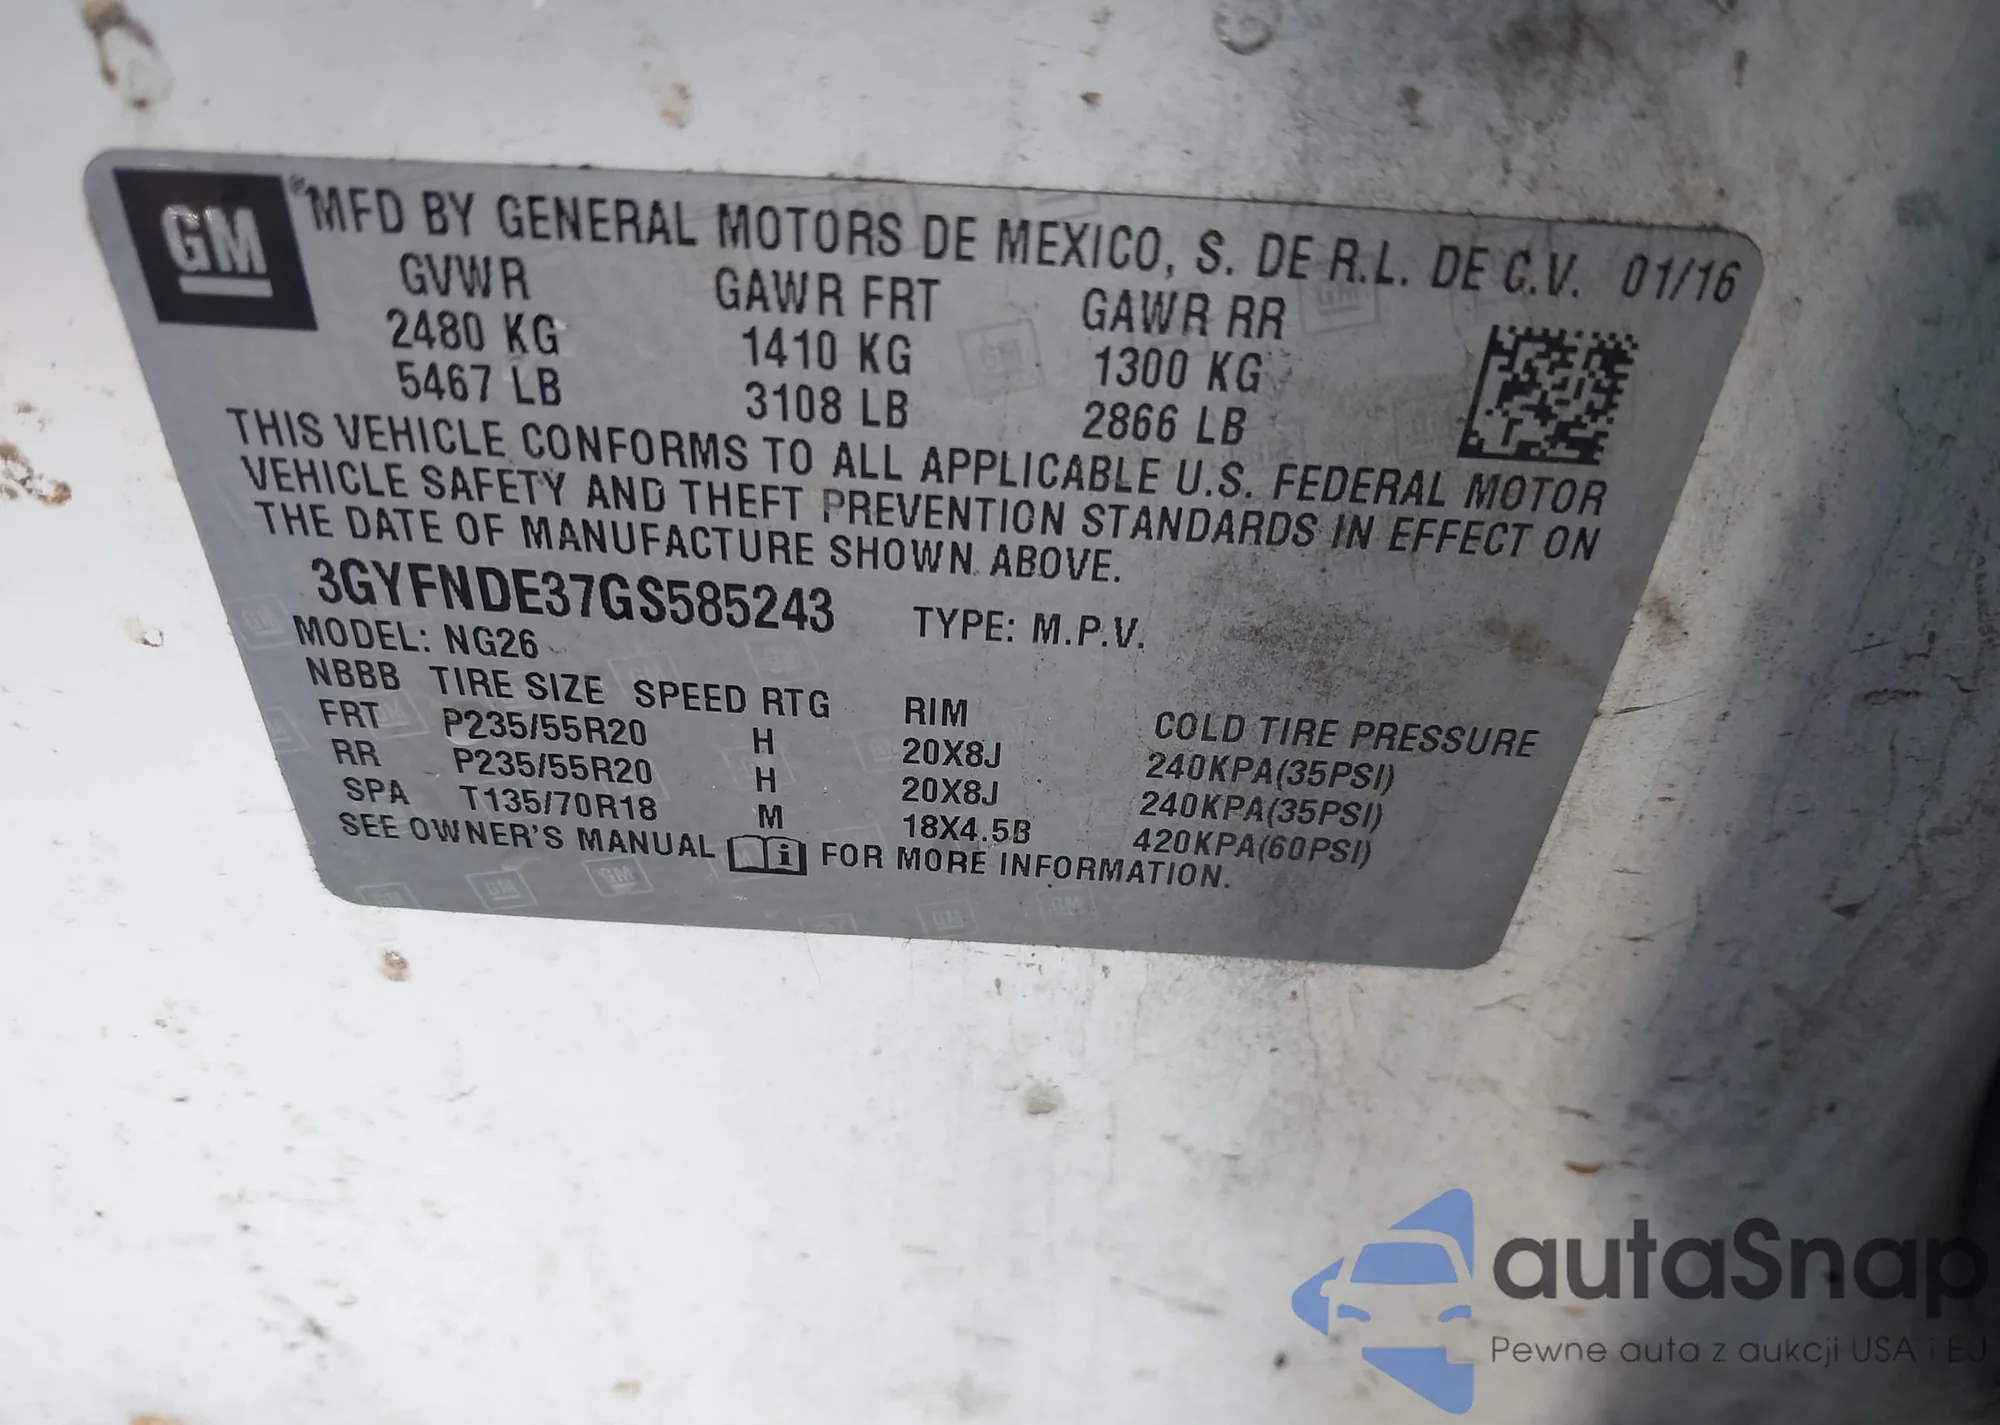 GM
® MFD BY GENERAL MOTORS DE MEXICO, S. DE R.L. DE C.V. 01/16
GVWR GAWR FRT GAWR RR
2480 KG 1410 KG 1300 KG
5467 LB 3108 LB 2866 LB
THIS VEHICLE CONFORMS TO ALL APPLICABLE U.S. FEDERAL MOTOR
VEHICLE SAFETY AND THEFT PREVENTION STANDARDS IN EFFECT ON
THE DATE OF MANUFACTURE SHOWN ABOVE.
3GYFNDE37GS585243 TYPE: M.P.V.
MODEL: NG26
NBBB TIRE SIZE SPEED RTG RIM COLD TIRE PRESSURE
FRT P235/55R20 H 20X8J 240KPA(35PSI)
RR P235/55R20 H 20X8J 240KPA(35PSI)
SPA T135/70R18 M 18X4.5B 420KPA(60PSI)
SEE OWNER'S MANUAL i FOR MORE INFORMATION.
autaSnap
Pewne auta z aukcji USA i EU